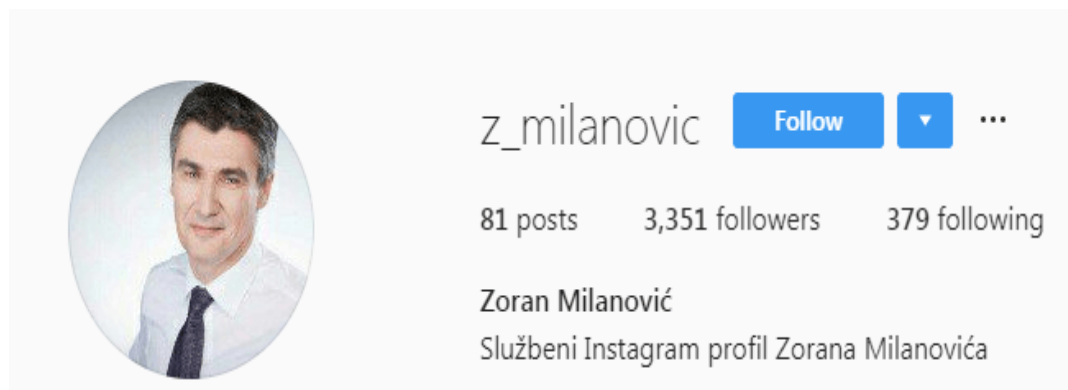 z_milanovic Follow ...
81 posts 3,351 followers 379 following
Zoran Milanović
Službeni Instagram profil Zorana Milanovića